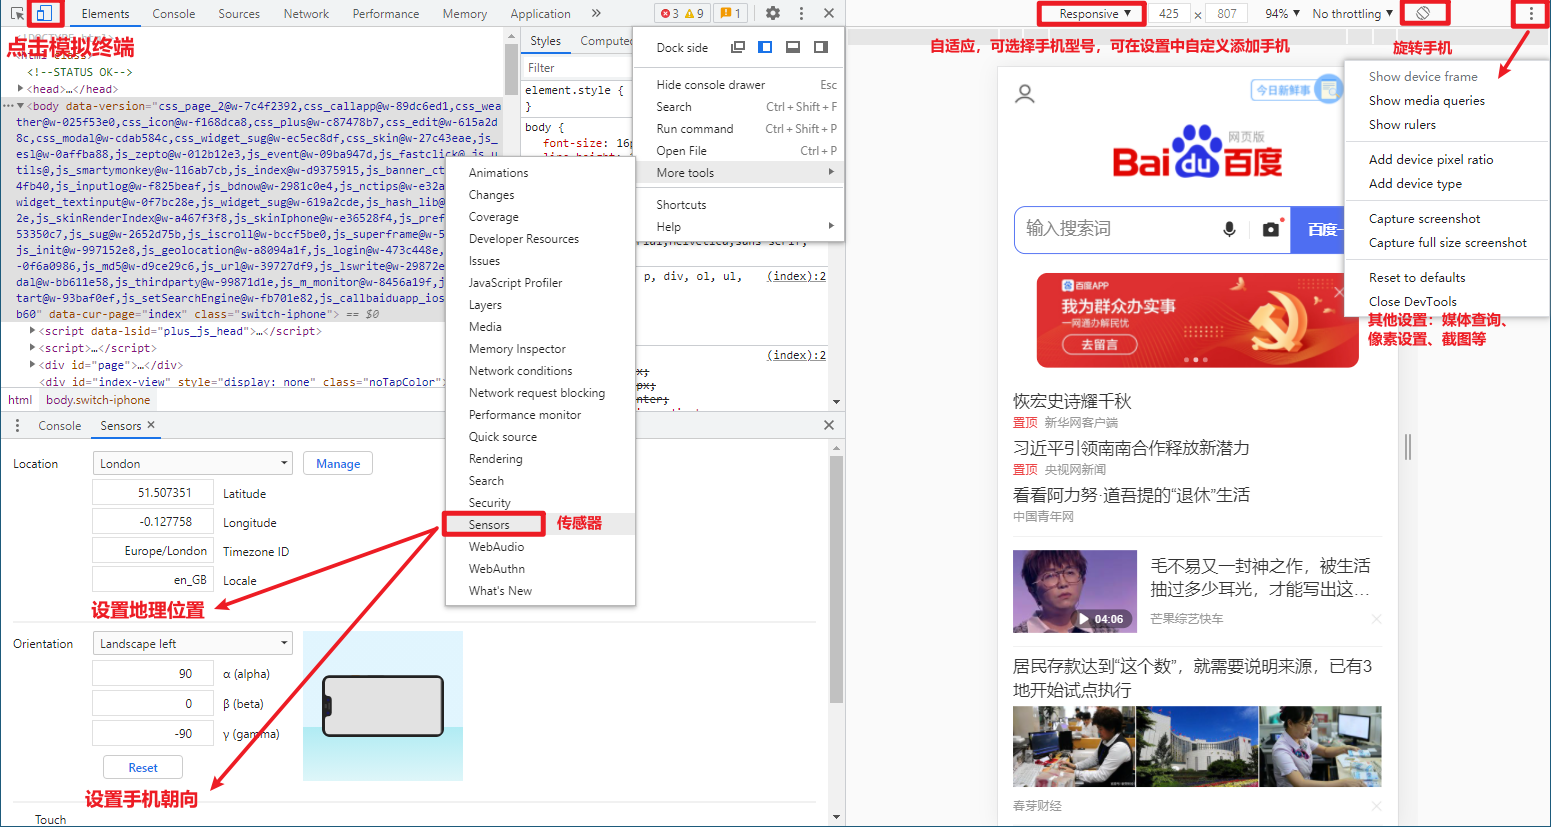 Elements Console Sources Network Performance Memory Application » 3 9 1
点击模拟终端
<html class>
<!--STATUS OK-->
<head>…</head>
<body data-version="css_page_2@w-7c4f2392,css_callapp@w-89dc6ed1,css_wea
ther@w-025f53e0,css_icon@w-f168dca8,css_plus@w-c87478b7,css_edit@w-615a2d
8c,css_modal@w-cdab584c,css_widget_sug@w-ec5ec8df,css_skin@w-27c43eae,js_
esl@w-0affba88,js_zepto@w-012b12e3,js_event@w-09ba947d,js_fastclick@
utils@,js_smartymonkey@w-116ab7cb,js_index@w-d9375915,js_banner_ct
4fb40,js_inputlog@w-f825beaf,js_bdnow@w-2981c0e4,js_nctips@w-e32a
widget_textinput@w-0f7bc28e,js_widget_sug@w-619a2cde,js_hash_lib@
2e,js_skinRenderIndex@w-a467f3f8,js_skinIphone@w-e36528f4,js_pref
53350c7,js_sug@w-2652d75b,js_iscroll@w-bccf5be0,js_superframe@w-5
js_init@w-997152e8,js_geolocation@w-a8094a1f,js_login@w-473c448e,
-0f6a0986,js_md5@w-d9ce29c6,js_url@w-39727df9,js_lswrite@w-29872e
dal@w-bb611e58,js_thirdparty@w-99871d1e,js_m_monitor@w-8456a19f,j
tart@w-93baf0ef,js_setSearchEngine@w-fb701e82,js_callbaiduapp_ios
b60" data-cur-page="index" class="switch-iphone"> == $0
<script data-lsid="plus_js_head">…</script>
<script>…</script>
<div id="page">…</div>
<div id="index-view" style="display: none" class="noTapColor">
html body.switch-iphone
Styles Compute
Filter
element.style {
}
body {
font-size: 16p
p, div, ol, ul, (index):2
(index):2
Dock side
Hide console drawer Esc
Search Ctrl + Shift + F
Run command Ctrl + Shift + P
Open File Ctrl + P
More tools
Shortcuts
Help
Animations
Changes
Coverage
Developer Resources
Issues
JavaScript Profiler
Layers
Media
Memory Inspector
Network conditions
Network request blocking
Performance monitor
Quick source
Rendering
Search
Security
Sensors 传感器
WebAudio
WebAuthn
What's New
Console Sensors ×
Location London Manage
51.507351 Latitude
-0.127758 Longitude
Europe/London Timezone ID
en_GB Locale
设置地理位置
Orientation Landscape left
90 α (alpha)
0 β (beta)
-90 γ (gamma)
Reset
设置手机朝向
Touch
Responsive ▼ 425 × 807 94% ▼ No throttling ▼
自适应，可选择手机型号，可在设置中自定义添加手机
旋转手机
Show device frame
Show media queries
Show rulers
Add device pixel ratio
Add device type
Capture screenshot
Capture full size screenshot
Reset to defaults
Close DevTools
其他设置：媒体查询、
像素设置、截图等
今日新鲜事
网页版
Bai du 百度
输入搜索词 百度一
百度APP
我为群众办实事
一网通办解民忧
去留言
恢宏史诗耀千秋
置顶 新华网客户端
习近平引领南南合作释放新潜力
置顶 央视网新闻
看看阿力努·道吾提的“退休”生活
中国青年网
毛不易又一封神之作，被生活
抽过多少耳光，才能写出这…
04:06 芒果综艺快车
居民存款达到“这个数”，就需要说明来源，已有3
地开始试点执行
春芽财经